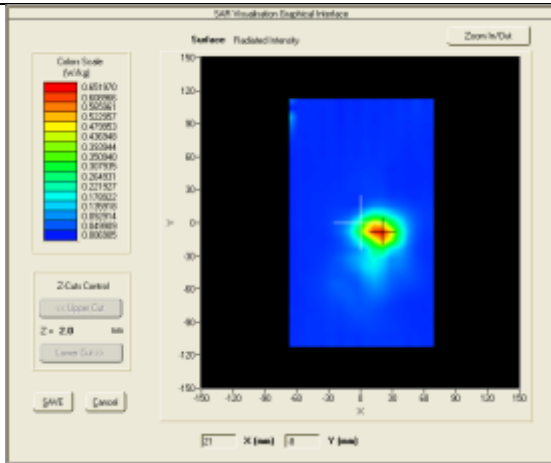 SAR Visualisation Graphical Interface
Surface Radiated Intensity
Zoom In/Out
Colors Scale
(W/kg)
0.651970
0.608966
0.565961
0.522957
0.479953
0.436948
0.393944
0.350940
0.307935
0.264931
0.221927
0.178922
0.135918
0.092914
0.049909
0.006905
Z-Cuts Control
<< Upper Cut
Z = 2.0 mm
Lower Cut >>
SAVE Cancel
150
120
90
60
30
0
-30
-60
-90
-120
-150
Y
-150 -120 -90 -60 -30 0 30 60 90 120 150
X
21 X (mm) -8 Y (mm)